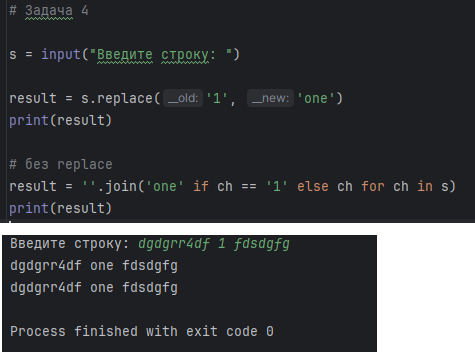 # Задача 4
s = input("Введите строку: ")
result = s.replace( __old: '1', __new: 'one')
print(result)
# без replace
result = ''.join('one' if ch == '1' else ch for ch in s)
print(result)
Введите строку: dgdgrr4df 1 fdsdgfg
dgdgrr4df one fdsdgfg
dgdgrr4df one fdsdgfg
Process finished with exit code 0